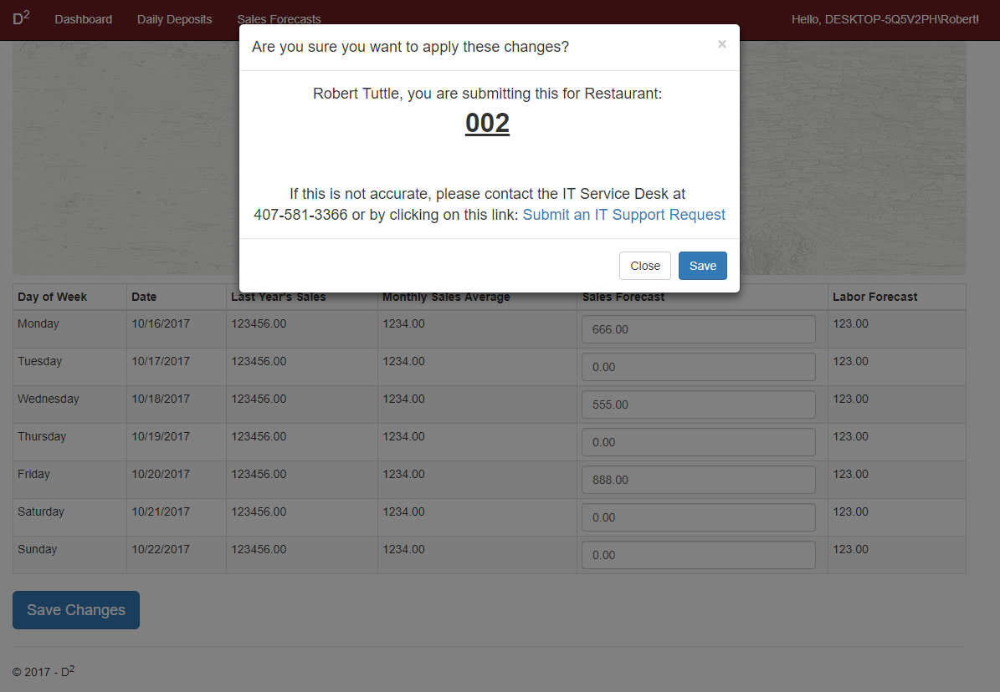 D2 Dashboard Daily Deposits Sales Forecasts Hello, DESKTOP-5Q5V2PH\Robert!
Are you sure you want to apply these changes? ×
Robert Tuttle, you are submitting this for Restaurant:
002
If this is not accurate, please contact the IT Service Desk at
407-581-3366 or by clicking on this link: Submit an IT Support Request
Close Save
Day of Week Date Last Year's Sales Monthly Sales Average Sales Forecast Labor Forecast
Monday 10/16/2017 123456.00 1234.00 666.00 123.00
Tuesday 10/17/2017 123456.00 1234.00 0.00 123.00
Wednesday 10/18/2017 123456.00 1234.00 555.00 123.00
Thursday 10/19/2017 123456.00 1234.00 0.00 123.00
Friday 10/20/2017 123456.00 1234.00 888.00 123.00
Saturday 10/21/2017 123456.00 1234.00 0.00 123.00
Sunday 10/22/2017 123456.00 1234.00 0.00 123.00
Save Changes
© 2017 - D2